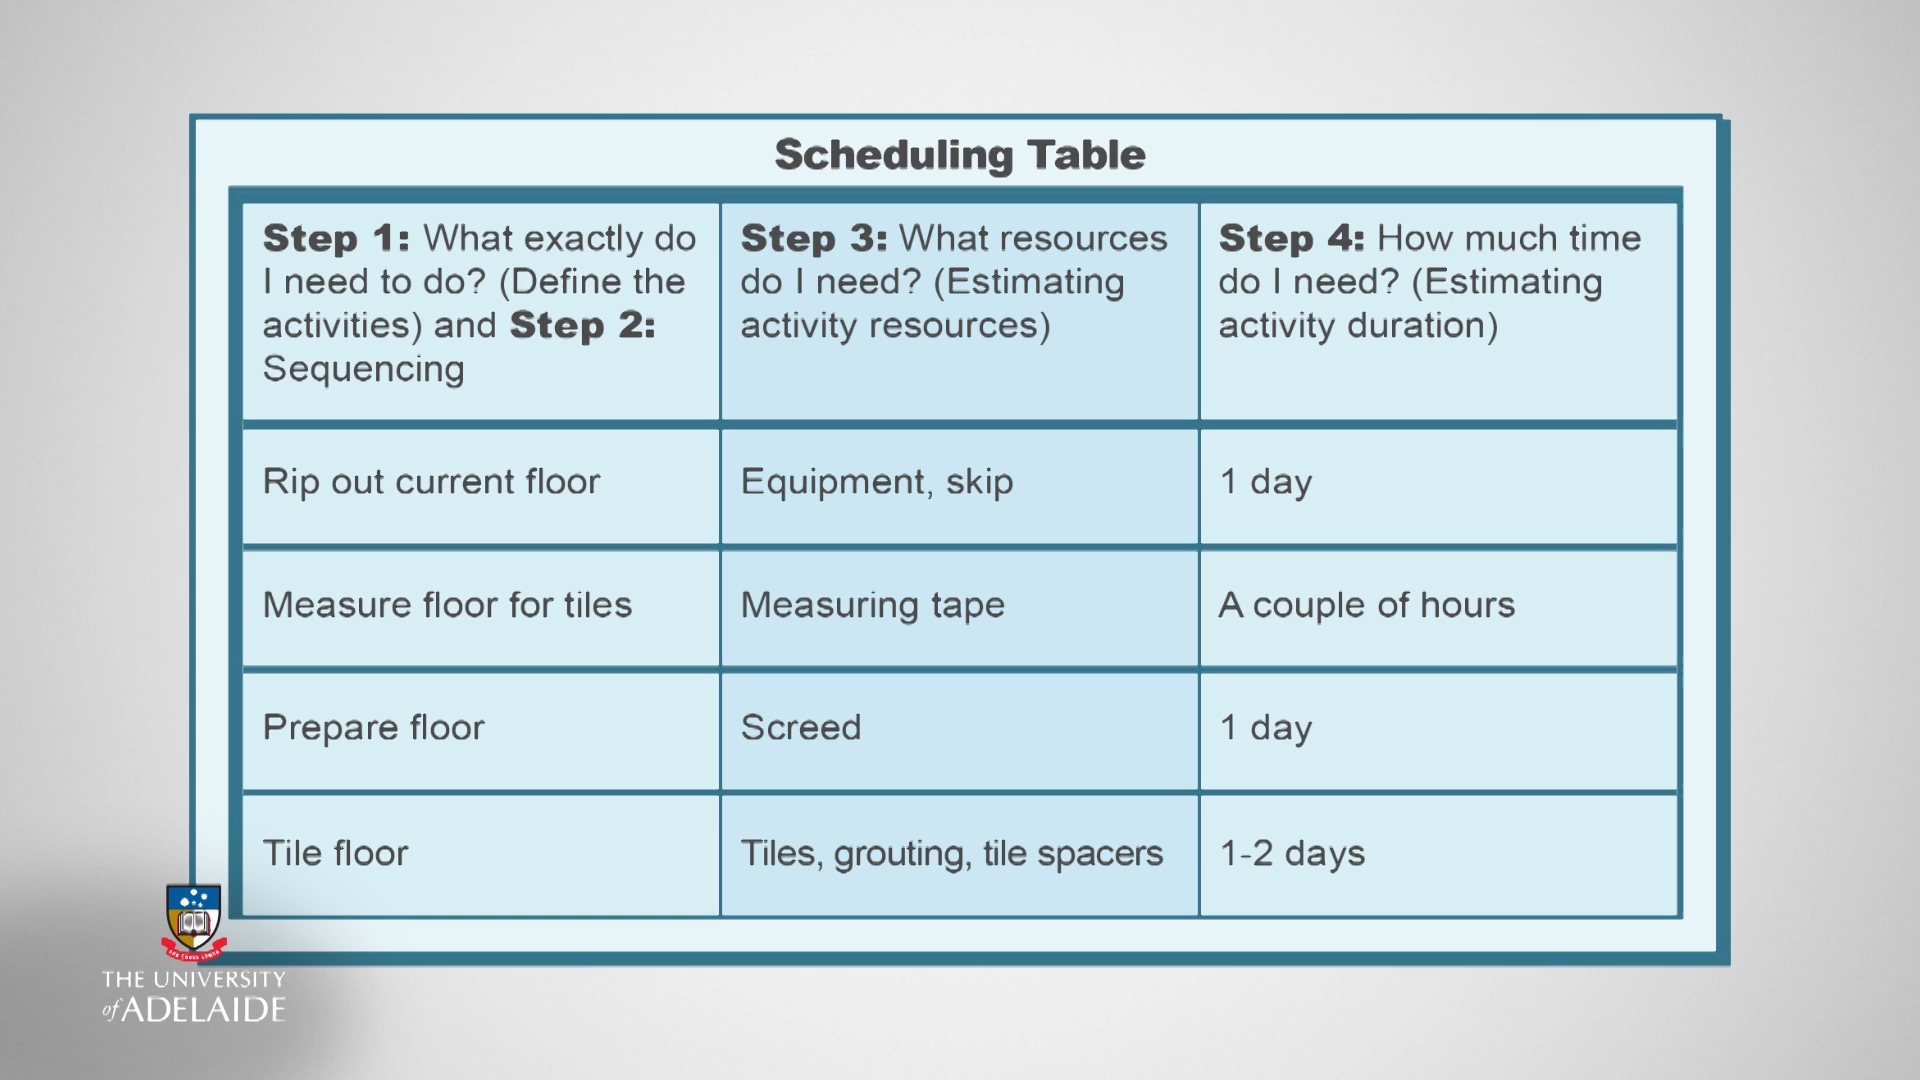 Scheduling Table
Step 1: What exactly do
I need to do? (Define the
activities) and Step 2:
Sequencing
Step 3: What resources
do I need? (Estimating
activity resources)
Step 4: How much time
do I need? (Estimating
activity duration)
Rip out current floor
Equipment, skip
1 day
Measure floor for tiles
Measuring tape
A couple of hours
Prepare floor
Screed
1 day
Tile floor
Tiles, grouting, tile spacers
1-2 days
THE UNIVERSITY
of ADELAIDE